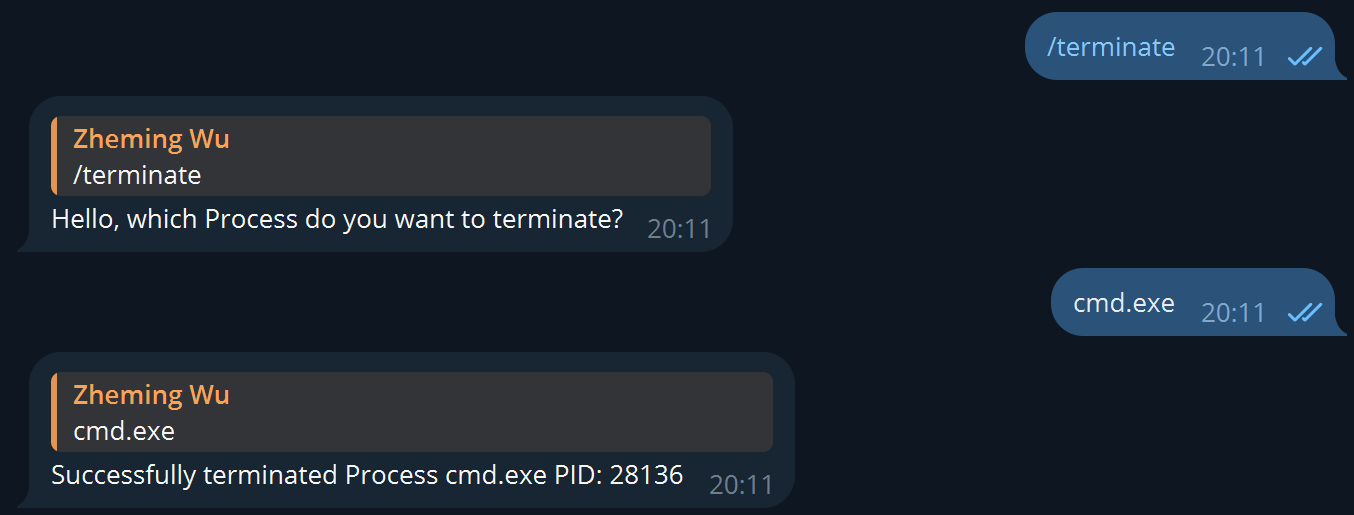 /terminate 20:11
Zheming Wu
/terminate
Hello, which Process do you want to terminate? 20:11
cmd.exe 20:11
Zheming Wu
cmd.exe
Successfully terminated Process cmd.exe PID: 28136 20:11